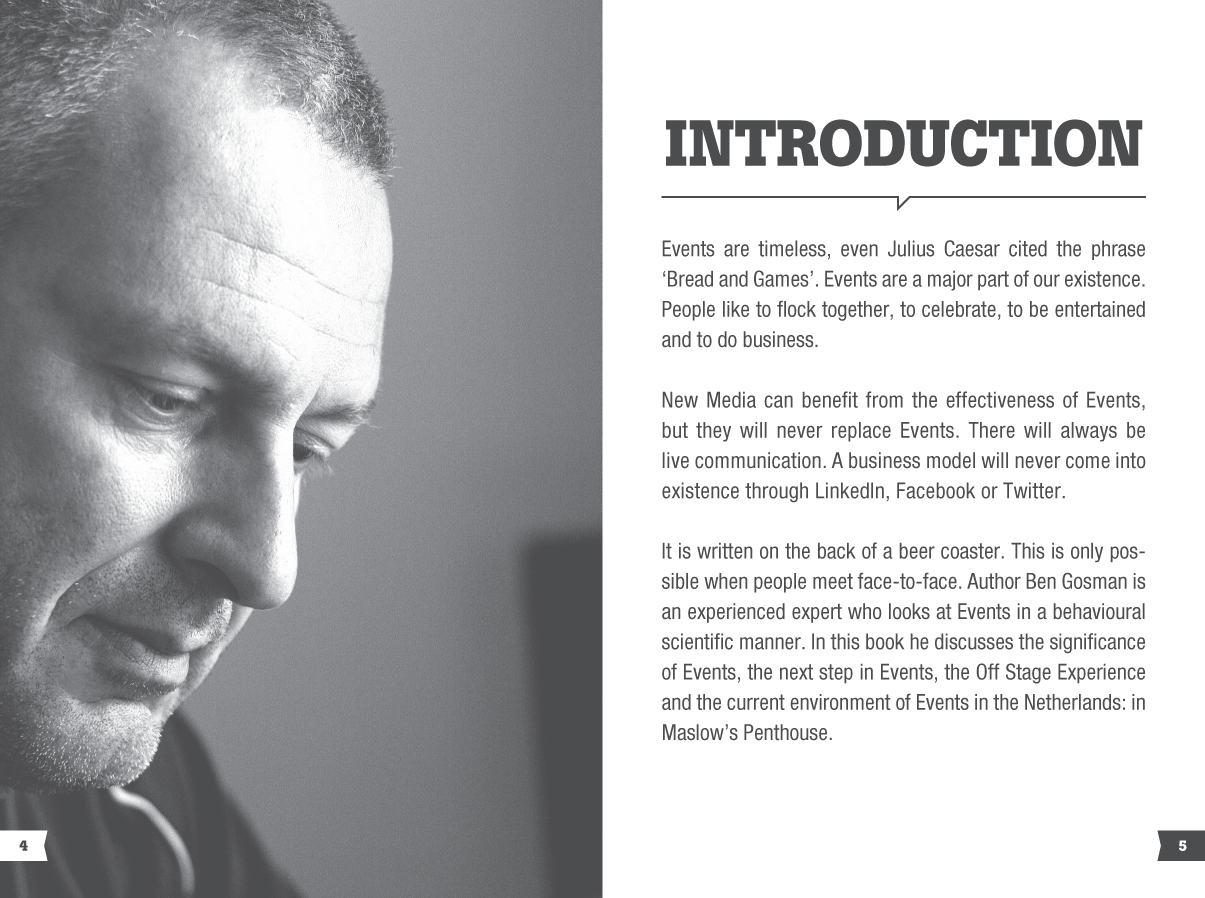 INTRODUCTION
Events are timeless, even Julius Caesar cited the phrase
‘Bread and Games’. Events are a major part of our existence.
People like to flock together, to celebrate, to be entertained
and to do business.
New Media can benefit from the effectiveness of Events,
but they will never replace Events. There will always be
live communication. A business model will never come into
existence through LinkedIn, Facebook or Twitter.
It is written on the back of a beer coaster. This is only pos-
sible when people meet face-to-face. Author Ben Gosman is
an experienced expert who looks at Events in a behavioural
scientific manner. In this book he discusses the significance
of Events, the next step in Events, the Off Stage Experience
and the current environment of Events in the Netherlands: in
Maslow’s Penthouse.
4
5